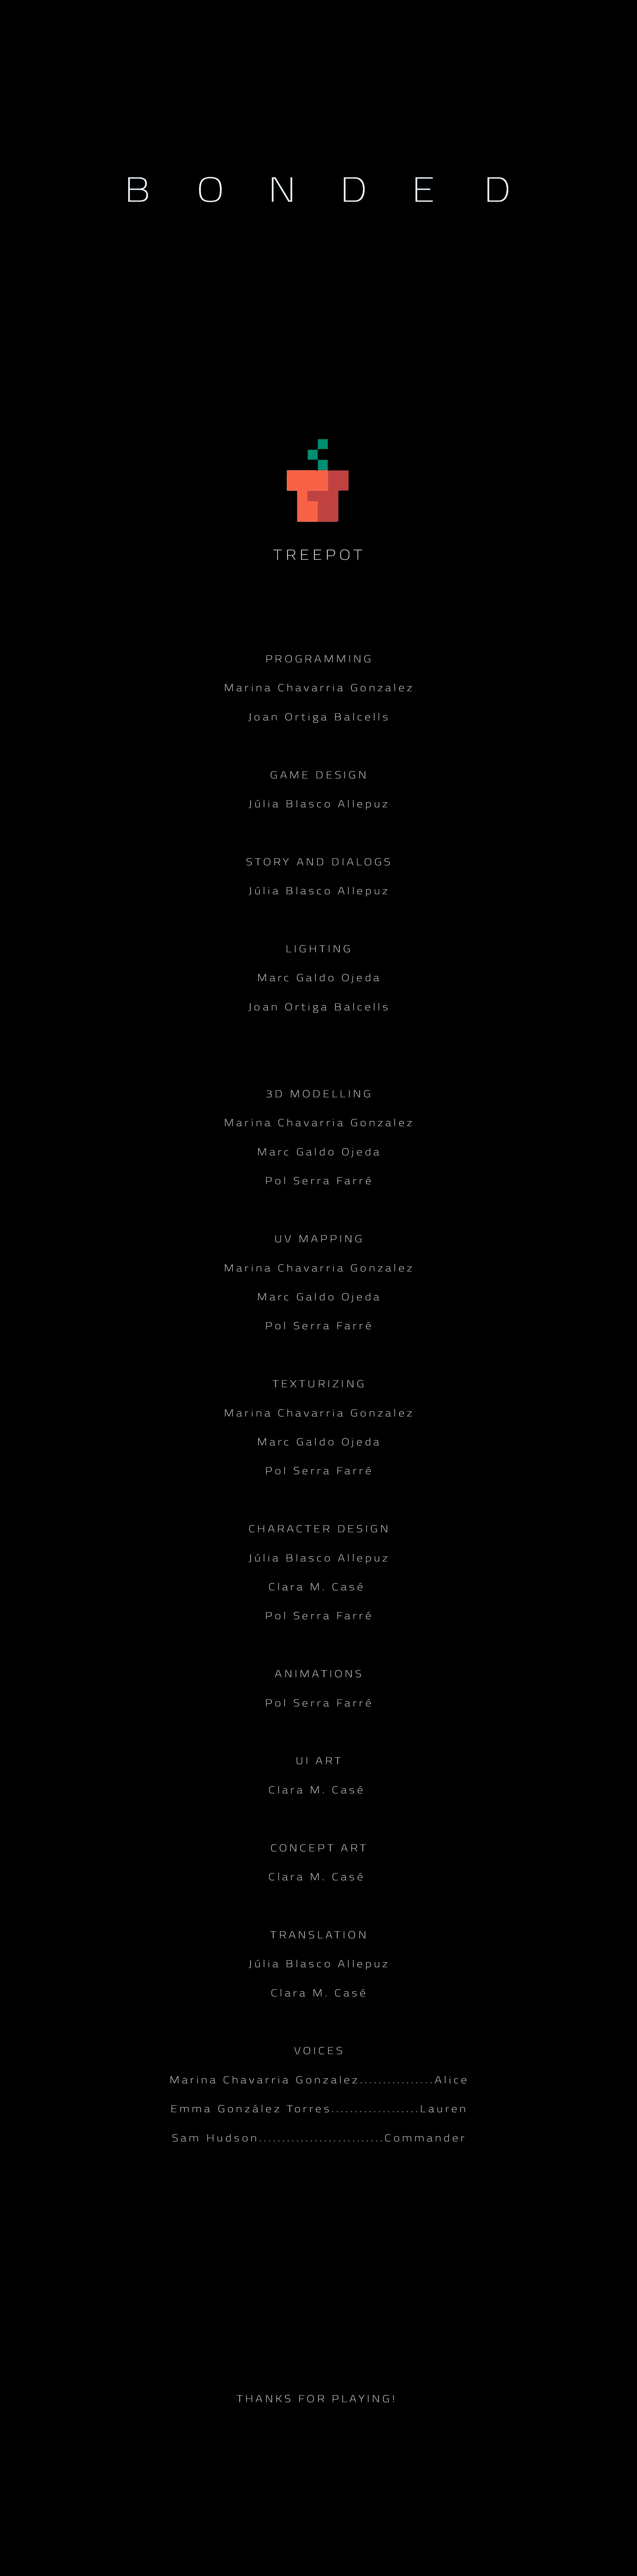 BONDED
TREEPOT
PROGRAMMING
Marina Chavarria Gonzalez
Joan Ortiga Balcells
GAME DESIGN
Júlia Blasco Allepuz
STORY AND DIALOGS
Júlia Blasco Allepuz
LIGHTING
Marc Galdo Ojeda
Joan Ortiga Balcells
3D MODELLING
Marina Chavarria Gonzalez
Marc Galdo Ojeda
Pol Serra Farré
UV MAPPING
Marina Chavarria Gonzalez
Marc Galdo Ojeda
Pol Serra Farré
TEXTURIZING
Marina Chavarria Gonzalez
Marc Galdo Ojeda
Pol Serra Farré
CHARACTER DESIGN
Júlia Blasco Allepuz
Clara M. Casé
Pol Serra Farré
ANIMATIONS
Pol Serra Farré
UI ART
Clara M. Casé
CONCEPT ART
Clara M. Casé
TRANSLATION
Júlia Blasco Allepuz
Clara M. Casé
VOICES
Marina Chavarria Gonzalez................Alice
Emma González Torres...................Lauren
Sam Hudson...........................Commander
THANKS FOR PLAYING!